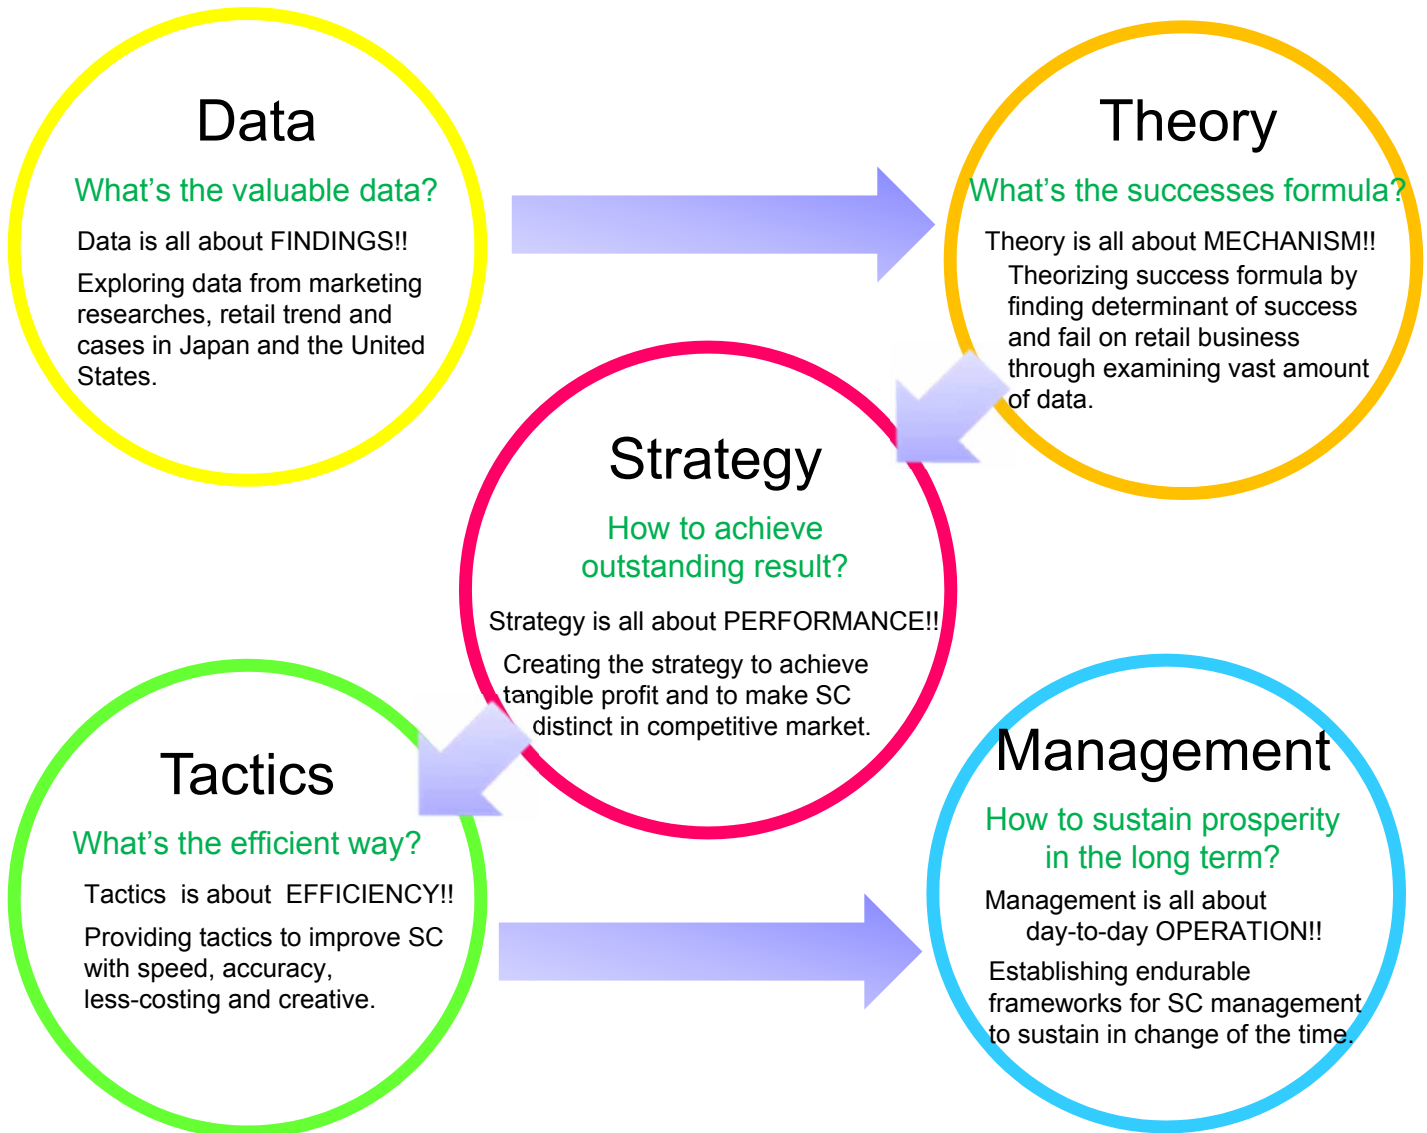 Data
What's the valuable data?
Data is all about FINDINGS!!
Exploring data from marketing
researches, retail trend and
cases in Japan and the United
States.
Theory
What's the successes formula?
Theory is all about MECHANISM!!
Theorizing success formula by
finding determinant of success
and fail on retail business
through examining vast amount
of data.
Strategy
How to achieve
outstanding result?
Strategy is all about PERFORMANCE!!
Creating the strategy to achieve
tangible profit and to make SC
distinct in competitive market.
Tactics
What's the efficient way?
Tactics is about EFFICIENCY!!
Providing tactics to improve SC
with speed, accuracy,
less-costing and creative.
Management
How to sustain prosperity
in the long term?
Management is all about
day-to-day OPERATION!!
Establishing endurable
frameworks for SC management
to sustain in change of the time.